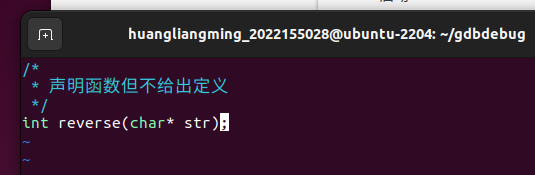 huangliangming_2022155028@ubuntu-2204: ~/gdbdebug
/*
 * 声明函数但不给出定义
 */
int reverse(char* str);
~
~